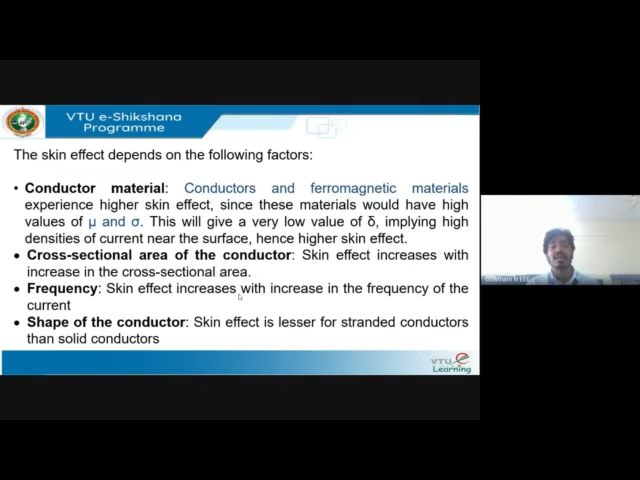 VTU e-Shikshana
Programme
The skin effect depends on the following factors:
• Conductor material: Conductors and ferromagnetic materials
experience higher skin effect, since these materials would have high
values of μ and σ. This will give a very low value of δ, implying high
densities of current near the surface, hence higher skin effect.
• Cross-sectional area of the conductor: Skin effect increases with
increase in the cross-sectional area.
• Frequency: Skin effect increases with increase in the frequency of the
current
• Shape of the conductor: Skin effect is lesser for stranded conductors
than solid conductors
VTU e
Learning
N EEE